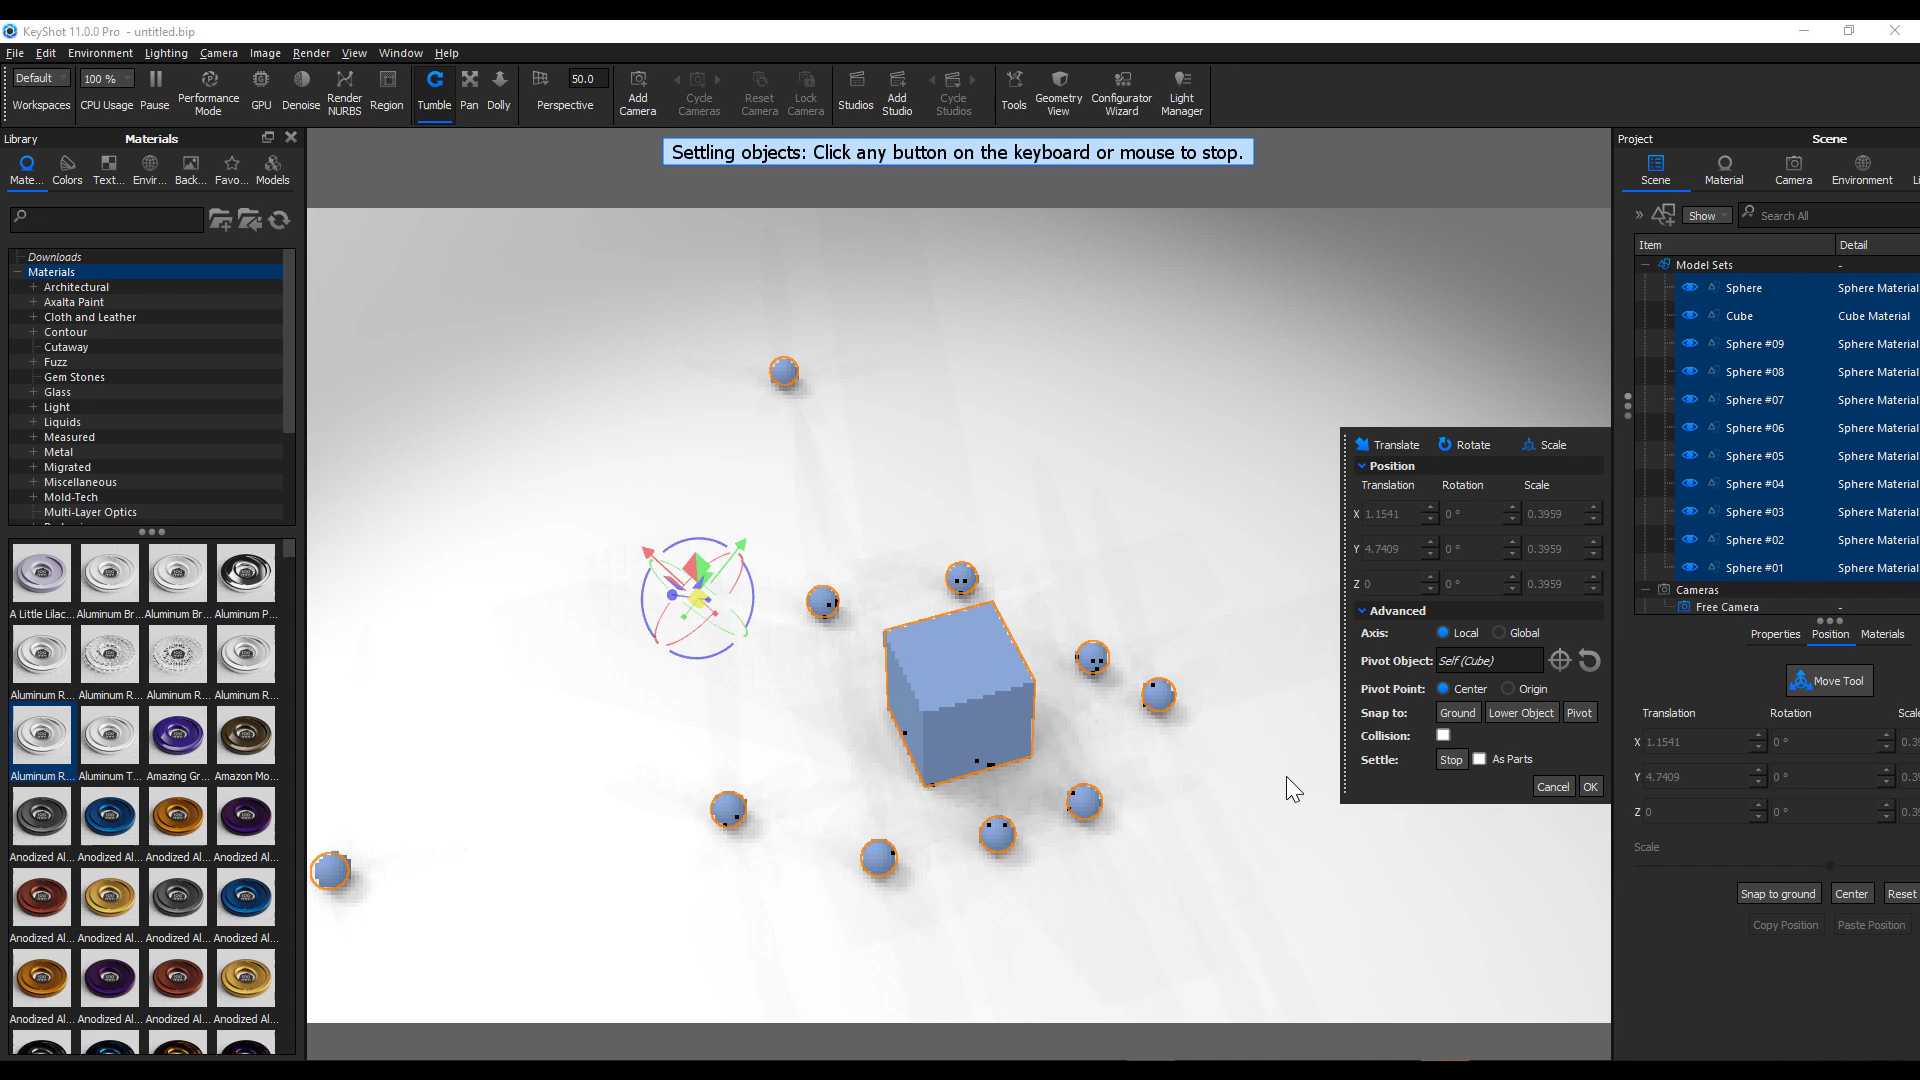 KeyShot 11.0.0 Pro - untitled.bip
File Edit Environment Lighting Camera Image Render View Window Help
Default 100 % 50.0
Workspaces CPU Usage Pause Performance Mode GPU Denoise Render NURBS Region Tumble Pan Dolly Perspective Add Camera Cycle Cameras Reset Camera Lock Camera Studios Add Studio Cycle Studios Tools Geometry View Configurator Wizard Light Manager
Library Materials
Mate... Colors Text... Envir... Back... Favo... Models
Downloads
Materials
Architectural
Axalta Paint
Cloth and Leather
Contour
Cutaway
Fuzz
Gem Stones
Glass
Light
Liquids
Measured
Metal
Migrated
Miscellaneous
Mold-Tech
Multi-Layer Optics
A Little Lilac... Aluminum Br... Aluminum Br... Aluminum P...
Aluminum R... Aluminum R... Aluminum R... Aluminum R...
Aluminum R... Aluminum T... Amazing Gr... Amazon Mo...
Anodized Al... Anodized Al... Anodized Al... Anodized Al...
Anodized Al... Anodized Al... Anodized Al... Anodized Al...
Anodized Al... Anodized Al... Anodized Al... Anodized Al...
Settling objects: Click any button on the keyboard or mouse to stop.
Translate Rotate Scale
Position
Translation Rotation Scale
X 1.1541 0 ° 0.3959
Y 4.7409 0 ° 0.3959
Z 0 0 ° 0.3959
Advanced
Axis: Local Global
Pivot Object: Self (Cube)
Pivot Point: Center Origin
Snap to: Ground Lower Object Pivot
Collision:
Settle: Stop As Parts
Cancel OK
Project Scene
Scene Material Camera Environment
Show Search All
Item Detail
Model Sets -
Sphere Sphere Material
Cube Cube Material
Sphere #09 Sphere Material
Sphere #08 Sphere Material
Sphere #07 Sphere Material
Sphere #06 Sphere Material
Sphere #05 Sphere Material
Sphere #04 Sphere Material
Sphere #03 Sphere Material
Sphere #02 Sphere Material
Sphere #01 Sphere Material
Cameras
Free Camera -
Properties Position Materials
Move Tool
Translation Rotation Scale
X 1.1541 0 °
Y 4.7409 0 °
Z 0 0 °
Scale
Snap to ground Center Reset
Copy Position Paste Position